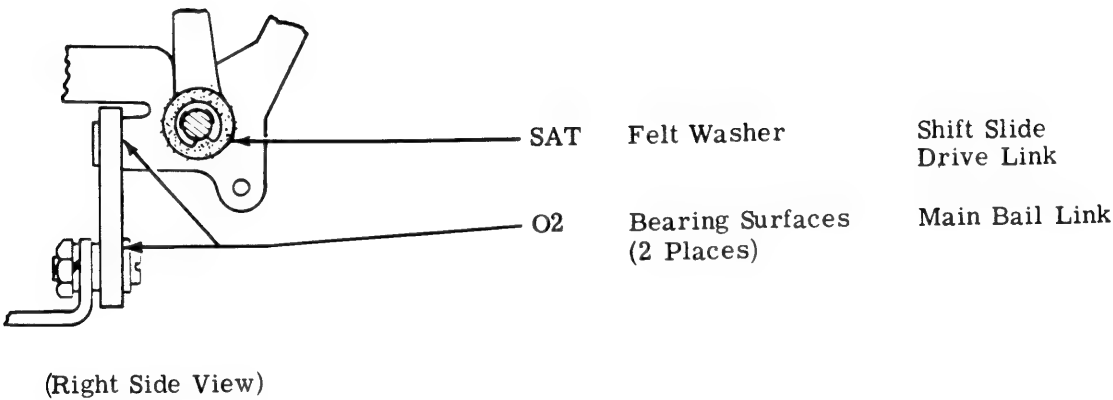 SAT Felt Washer Shift Slide
Drive Link
O2 Bearing Surfaces Main Bail Link
(2 Places)
(Right Side View)